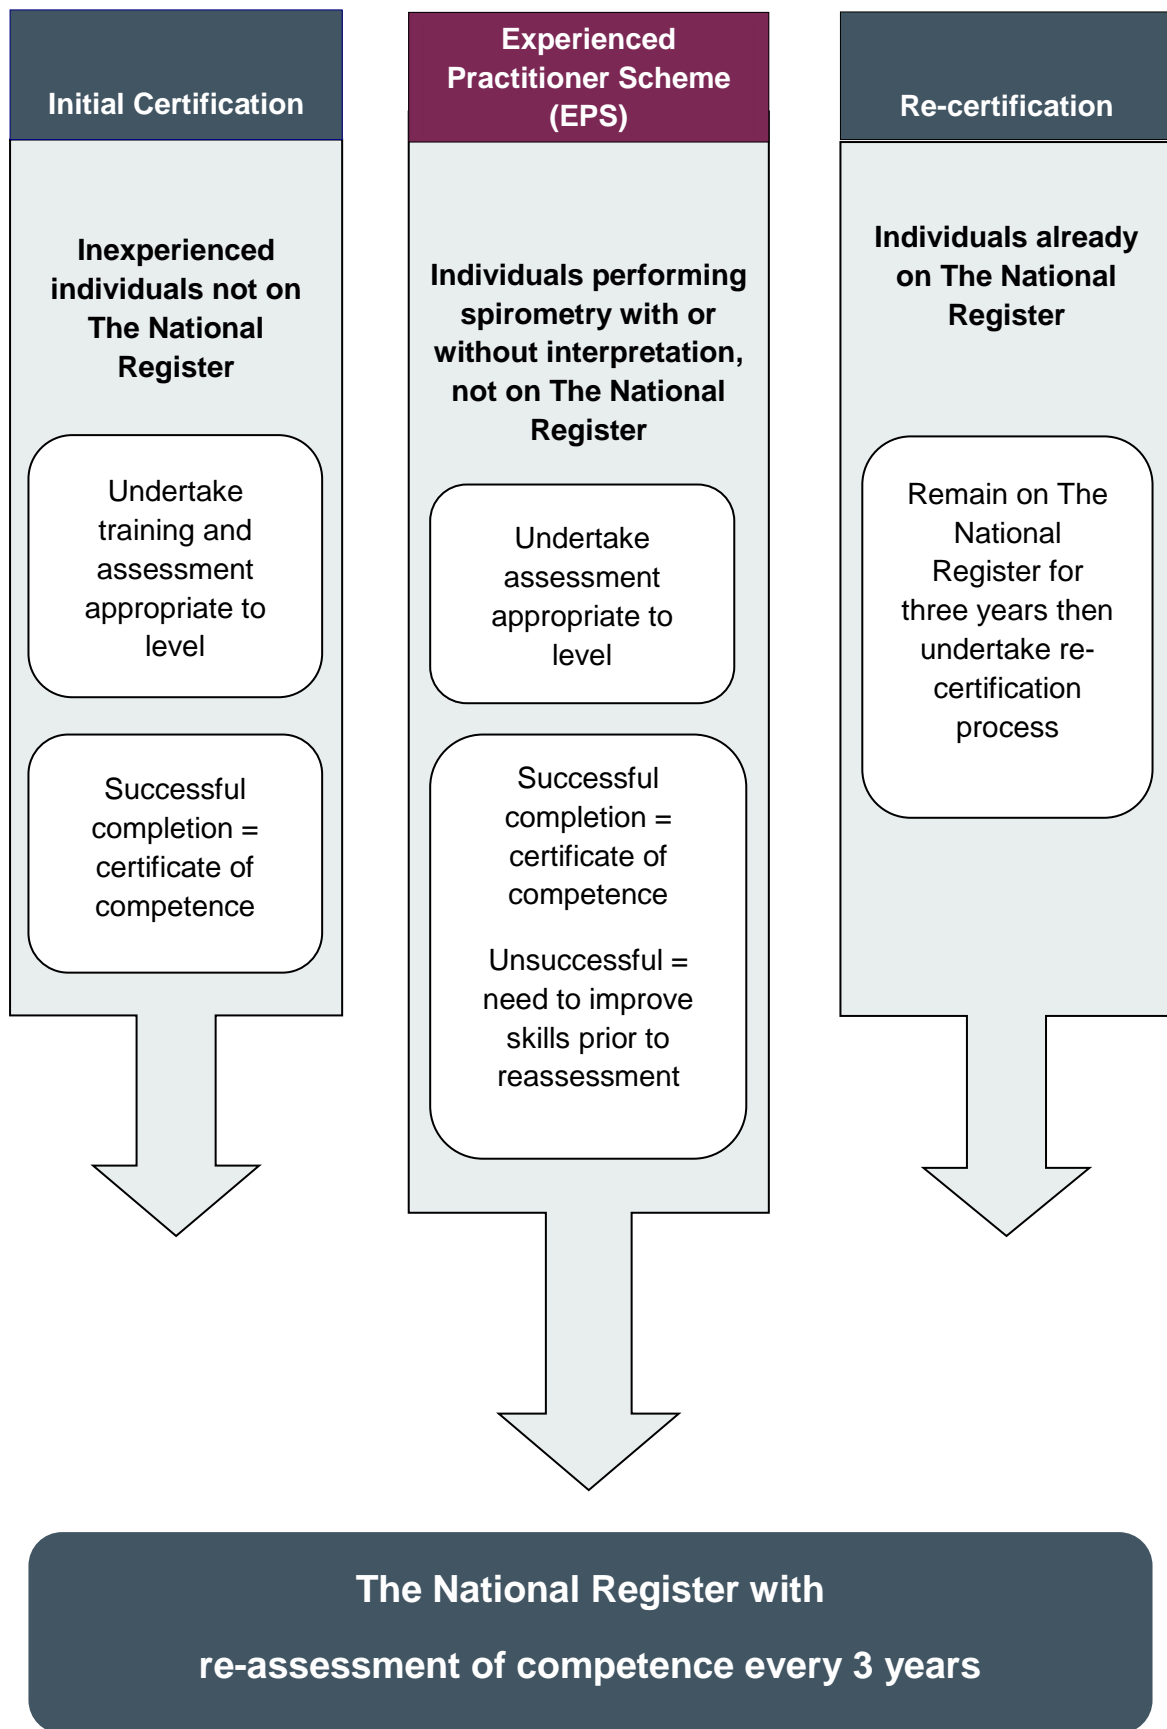 Initial Certification
Inexperienced
individuals not on
The National
Register
Undertake
training and
assessment
appropriate to
level
Successful
completion =
certificate of
competence
Experienced
Practitioner Scheme
(EPS)
Individuals performing
spirometry with or
without interpretation,
not on The National
Register
Undertake
assessment
appropriate to
level
Successful
completion =
certificate of
competence
Unsuccessful =
need to improve
skills prior to
reassessment
Re-certification
Individuals already
on The National
Register
Remain on The
National
Register for
three years then
undertake re-
certification
process
The National Register with
re-assessment of competence every 3 years